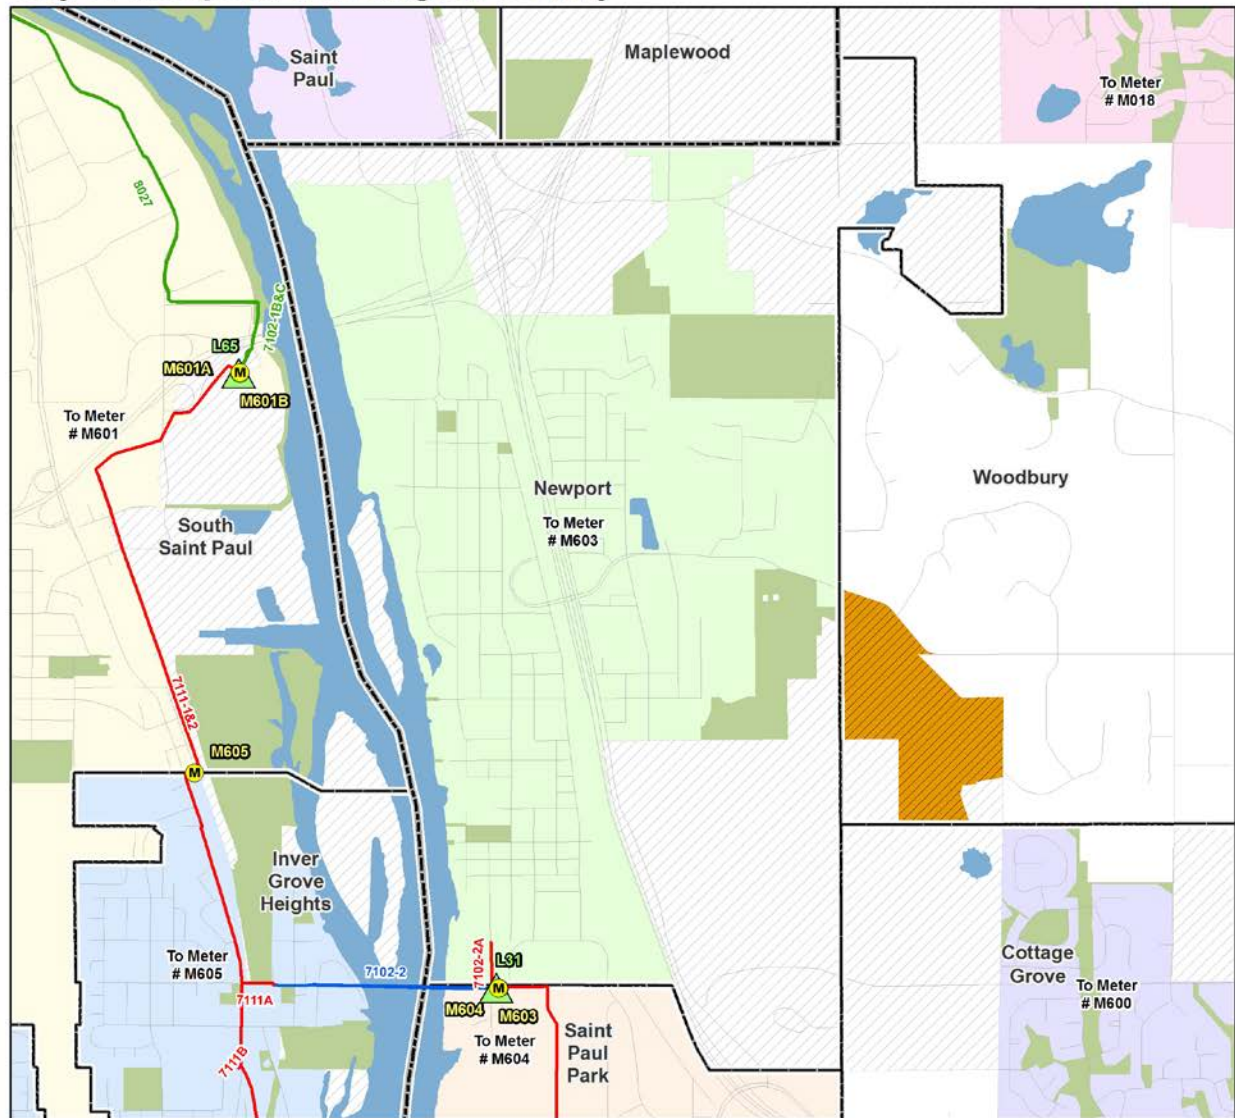 Saint
Paul
Maplewood
To Meter
# M018
8027
7102-1B&C
L65
M601A
M
M601B
To Meter
# M601
Newport
To Meter
# M603
Woodbury
South
Saint Paul
7111-1&2
M605
M
Inver
Grove
Heights
To Meter
# M605
7102-2
7102-2A
L31
M
7111A
M604
M603
To Meter
# M604
Saint
Paul
Park
7111B
Cottage
Grove
To Meter
# M600